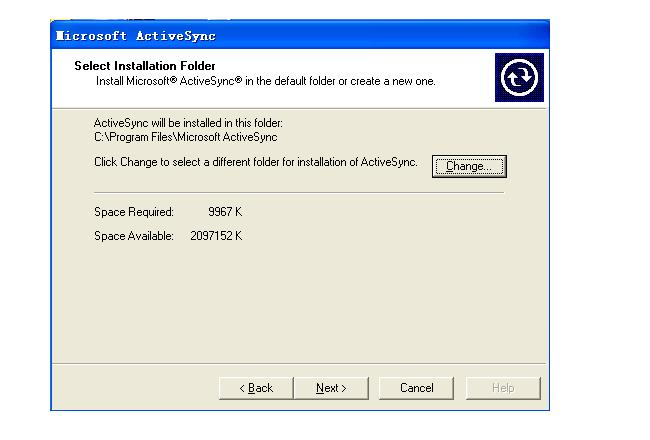 Microsoft ActiveSync
Select Installation Folder
Install Microsoft® ActiveSync® in the default folder or create a new one.
ActiveSync will be installed in this folder:
C:\Program Files\Microsoft ActiveSync
Click Change to select a different folder for installation of ActiveSync.
Change...
Space Required: 9967 K
Space Available: 2097152 K
< Back Next > Cancel Help